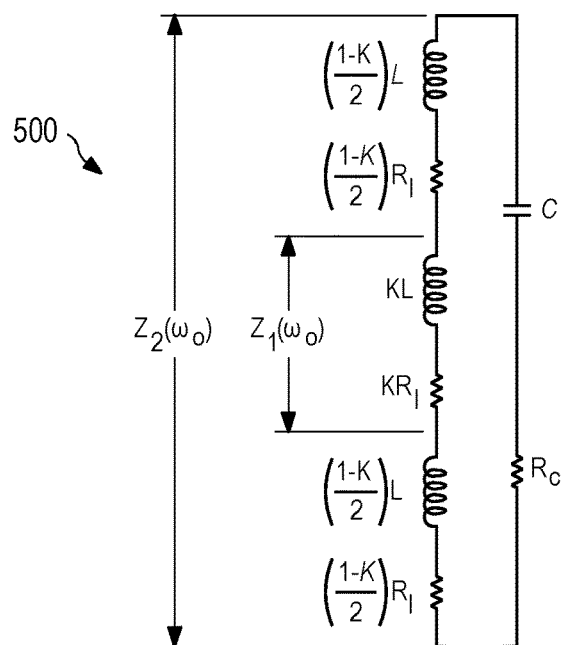 500
(1-K/2)L
(1-K/2)Rl
C
Z2(ωo)
Z1(ωo)
KL
KRl
(1-K/2)L
Rc
(1-K/2)Rl